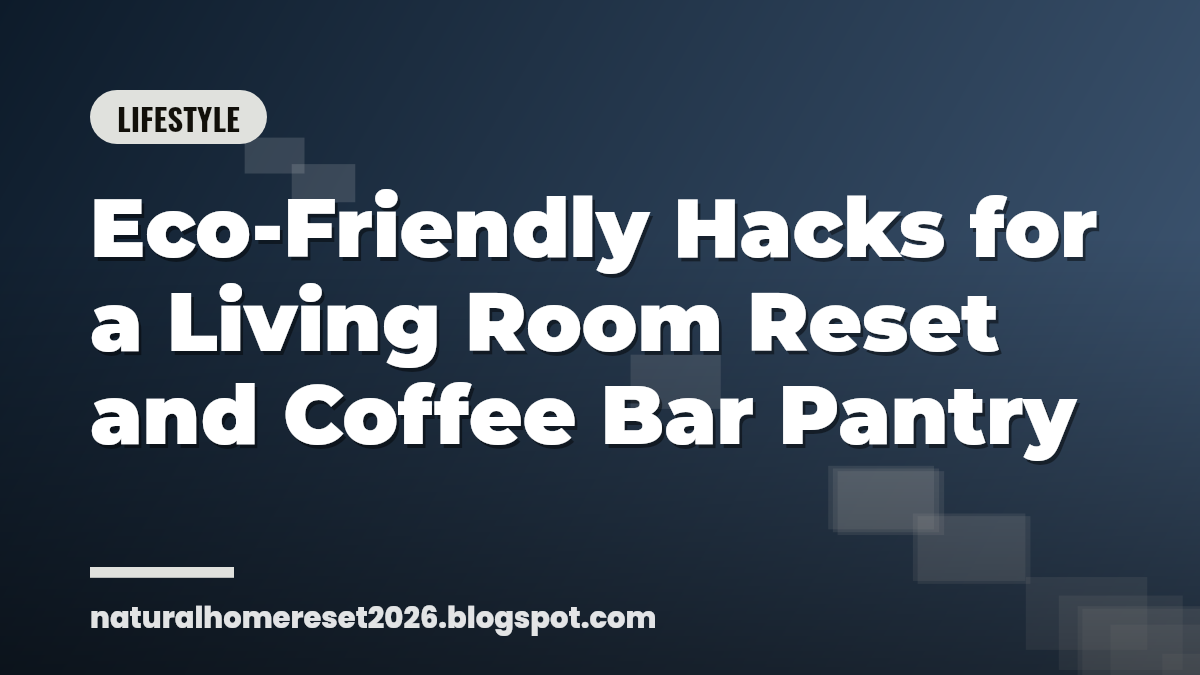 LIFESTYLE
Eco-Friendly Hacks for
a Living Room Reset
and Coffee Bar Pantry
naturalhomereset2026.blogspot.com